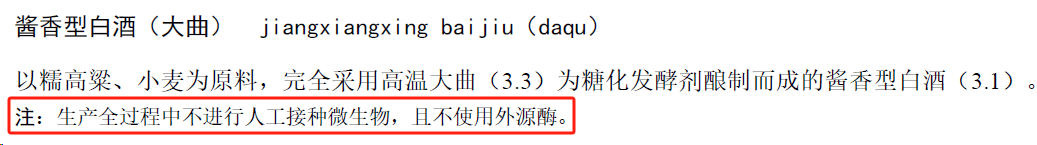 酱香型白酒（大曲） jiangxiangxing baijiu（daqu）
以糯高粱、小麦为原料，完全采用高温大曲（3.3）为糖化发酵剂酿制而成的酱香型白酒（3.1）。
注：生产全过程中不进行人工接种微生物，且不使用外源酶。